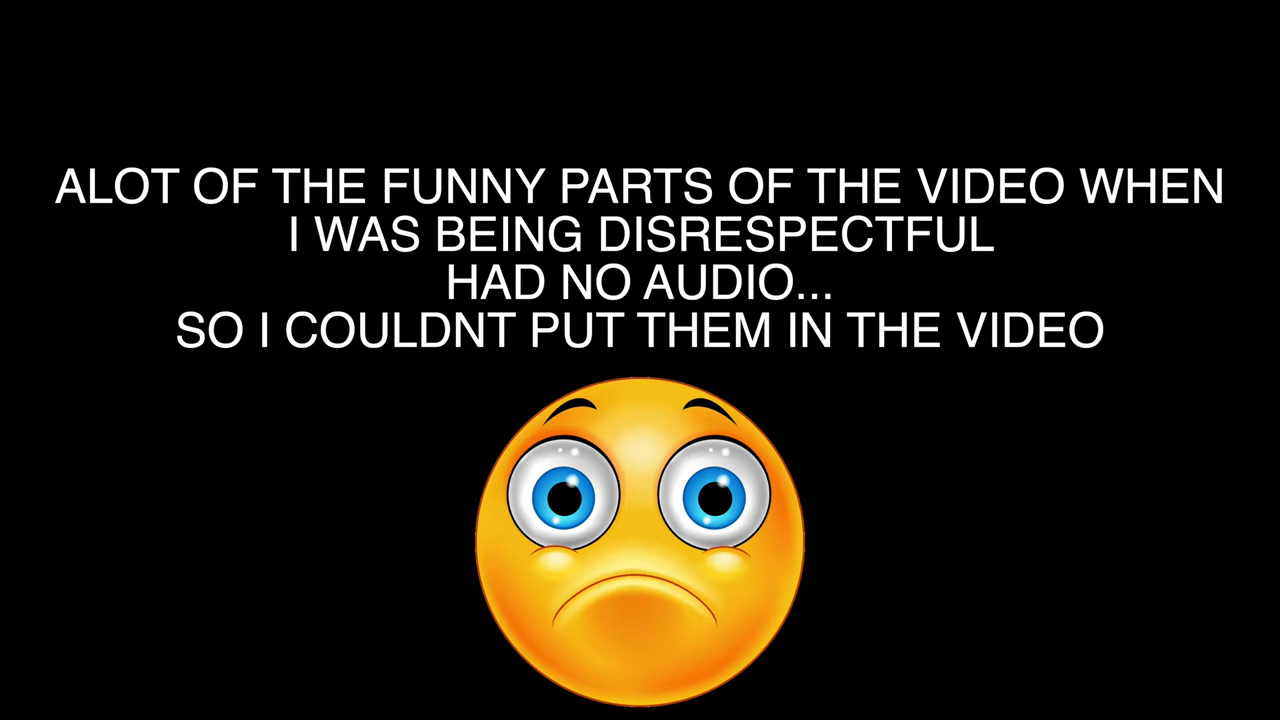 ALOT OF THE FUNNY PARTS OF THE VIDEO WHEN
I WAS BEING DISRESPECTFUL
HAD NO AUDIO...
SO I COULDNT PUT THEM IN THE VIDEO